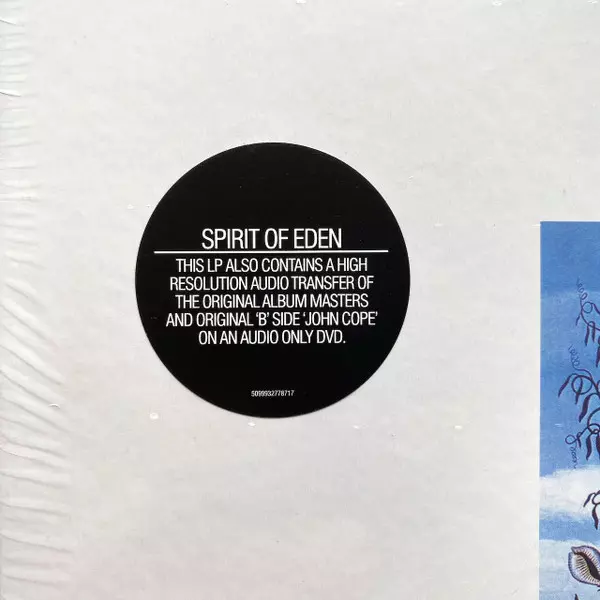 SPIRIT OF EDEN
THIS LP ALSO CONTAINS A HIGH
RESOLUTION AUDIO TRANSFER OF
THE ORIGINAL ALBUM MASTERS
AND ORIGINAL ‘B’ SIDE ‘JOHN COPE’
ON AN AUDIO ONLY DVD.
5099932778717